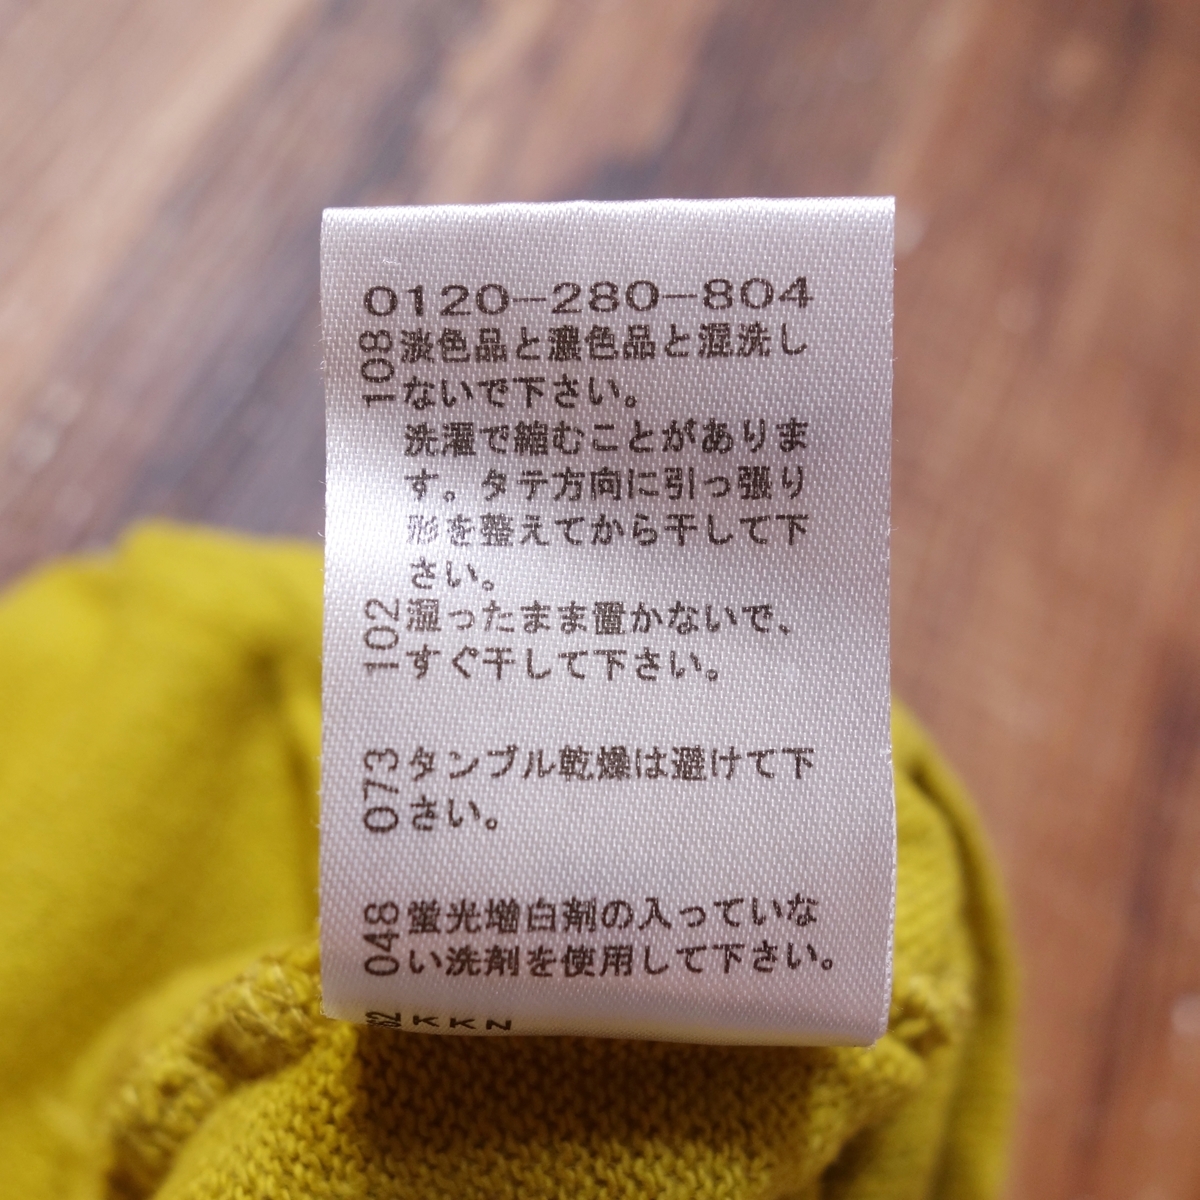 0120-280-804
108 淡色品と濃色品と混洗し
ないで下さい。
洗濯で縮むことがありま
す。タテ方向に引っ張り
形を整えてから干して下
さい。
102 湿ったまま置かないで、
すぐ干して下さい。
073 タンブル乾燥は避けて下
さい。
048 蛍光増白剤の入っていな
い洗剤を使用して下さい。